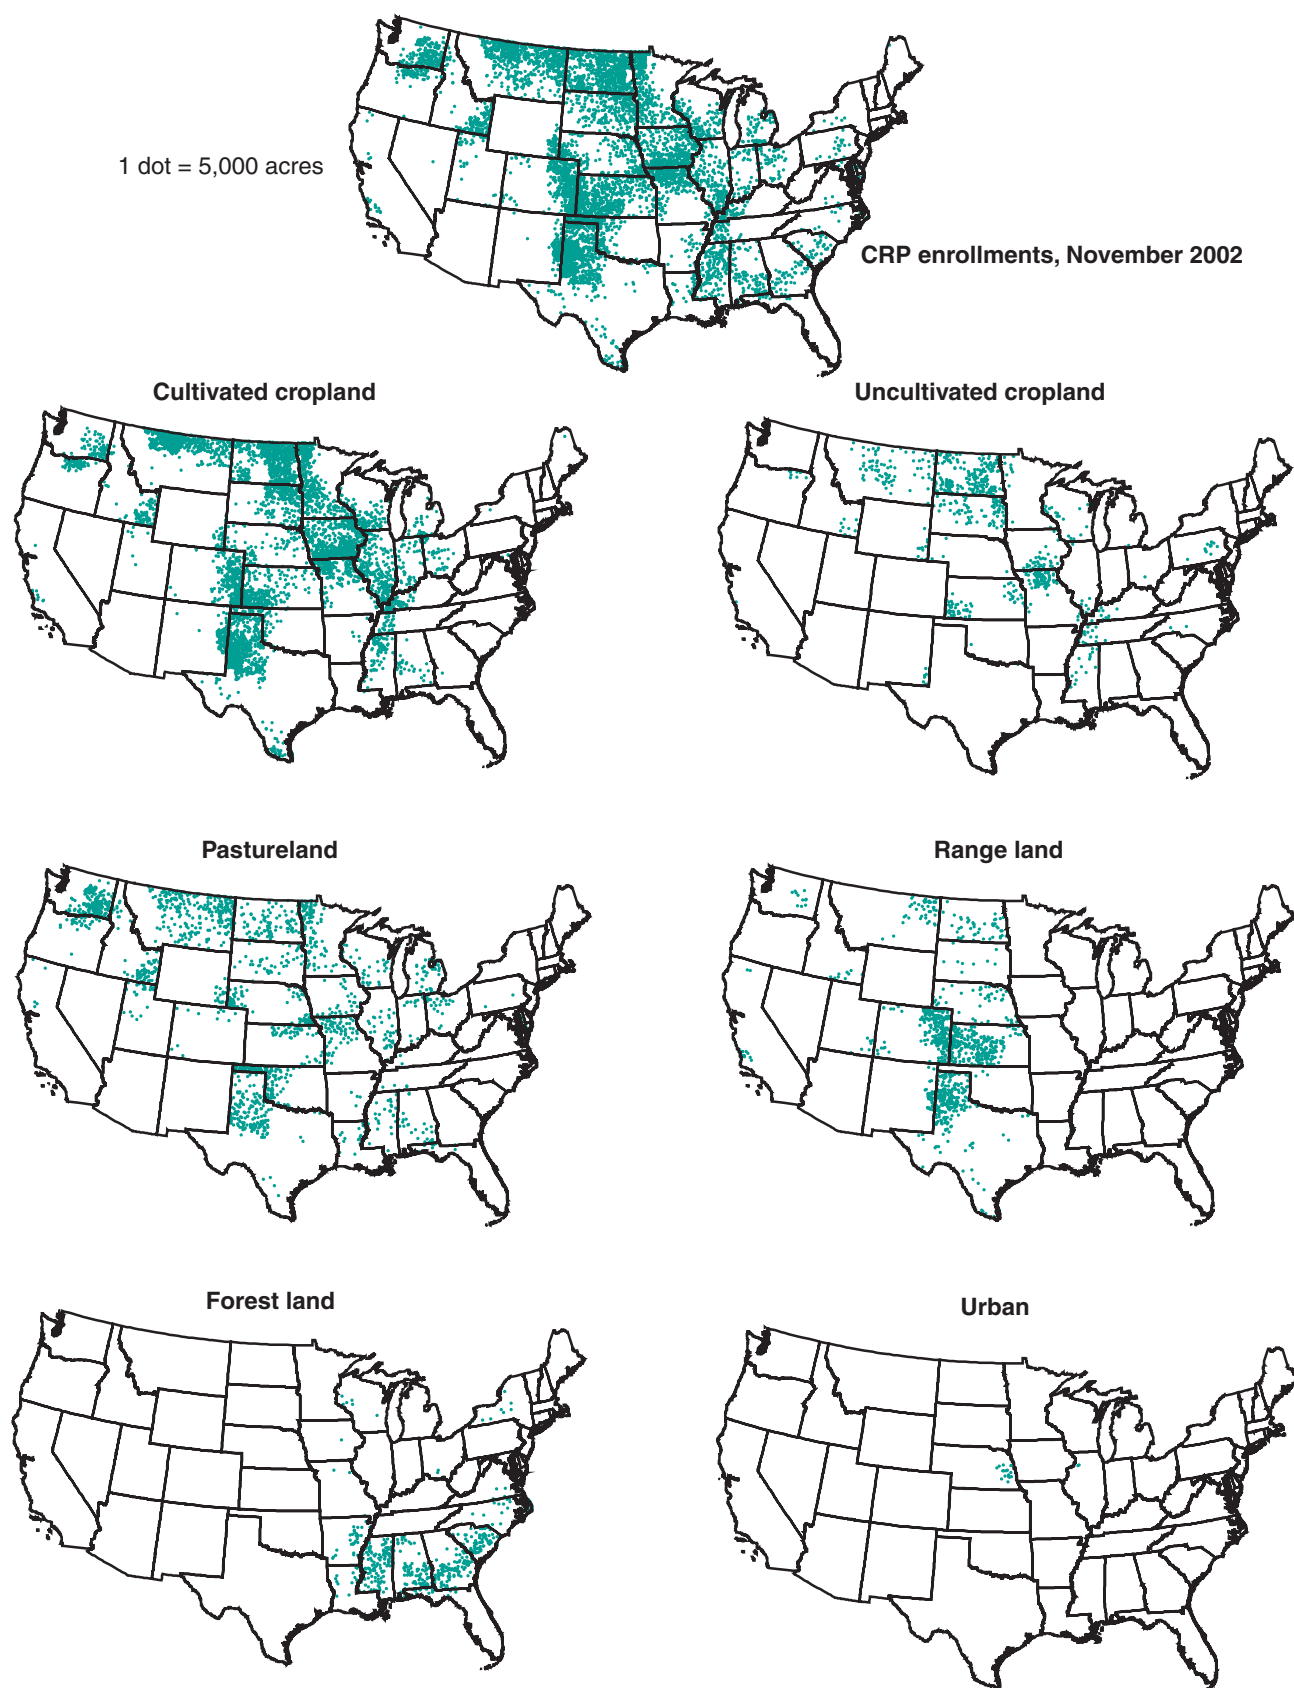 1 dot = 5,000 acres
CRP enrollments, November 2002
Cultivated cropland
Uncultivated cropland
Pastureland
Range land
Forest land
Urban